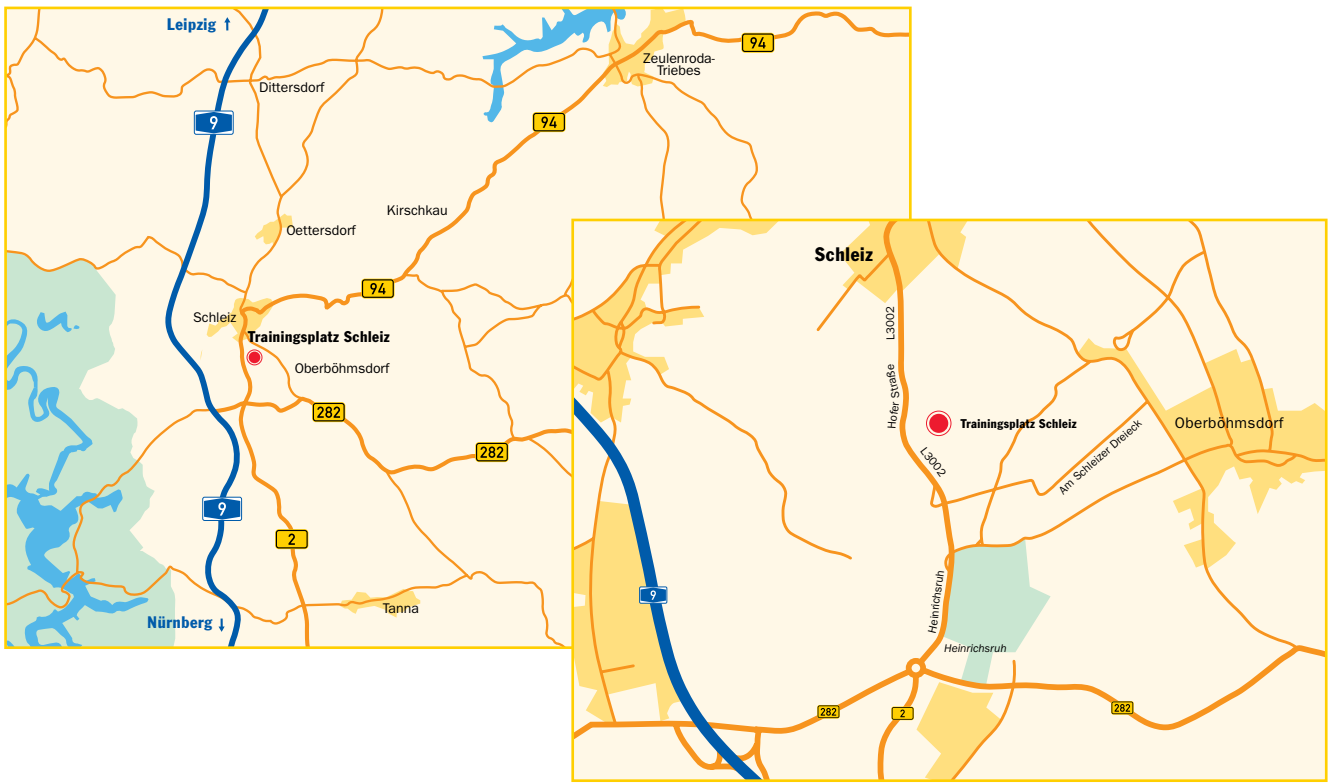 Leipzig ↑
94
Zeulenroda-
Triebes
Dittersdorf
9
94
Kirschkau
Oettersdorf
94
Schleiz
Trainingsplatz Schleiz
Oberböhmsdorf
282
282
9
2
Tanna
Nürnberg ↓
Schleiz
L3002
Hofer Straße
Trainingsplatz Schleiz
Oberböhmsdorf
Am Schleizer Dreieck
L3002
9
Heinrichsruh
Heinrichsruh
282
2
282